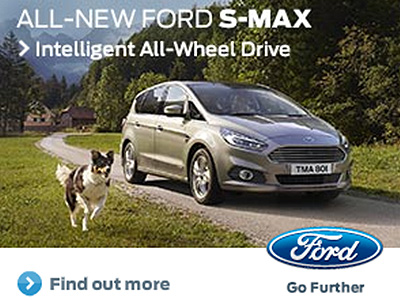 ALL-NEW FORD S-MAX
Intelligent All-Wheel Drive
TMA 801
Ford
Find out more
Go Further